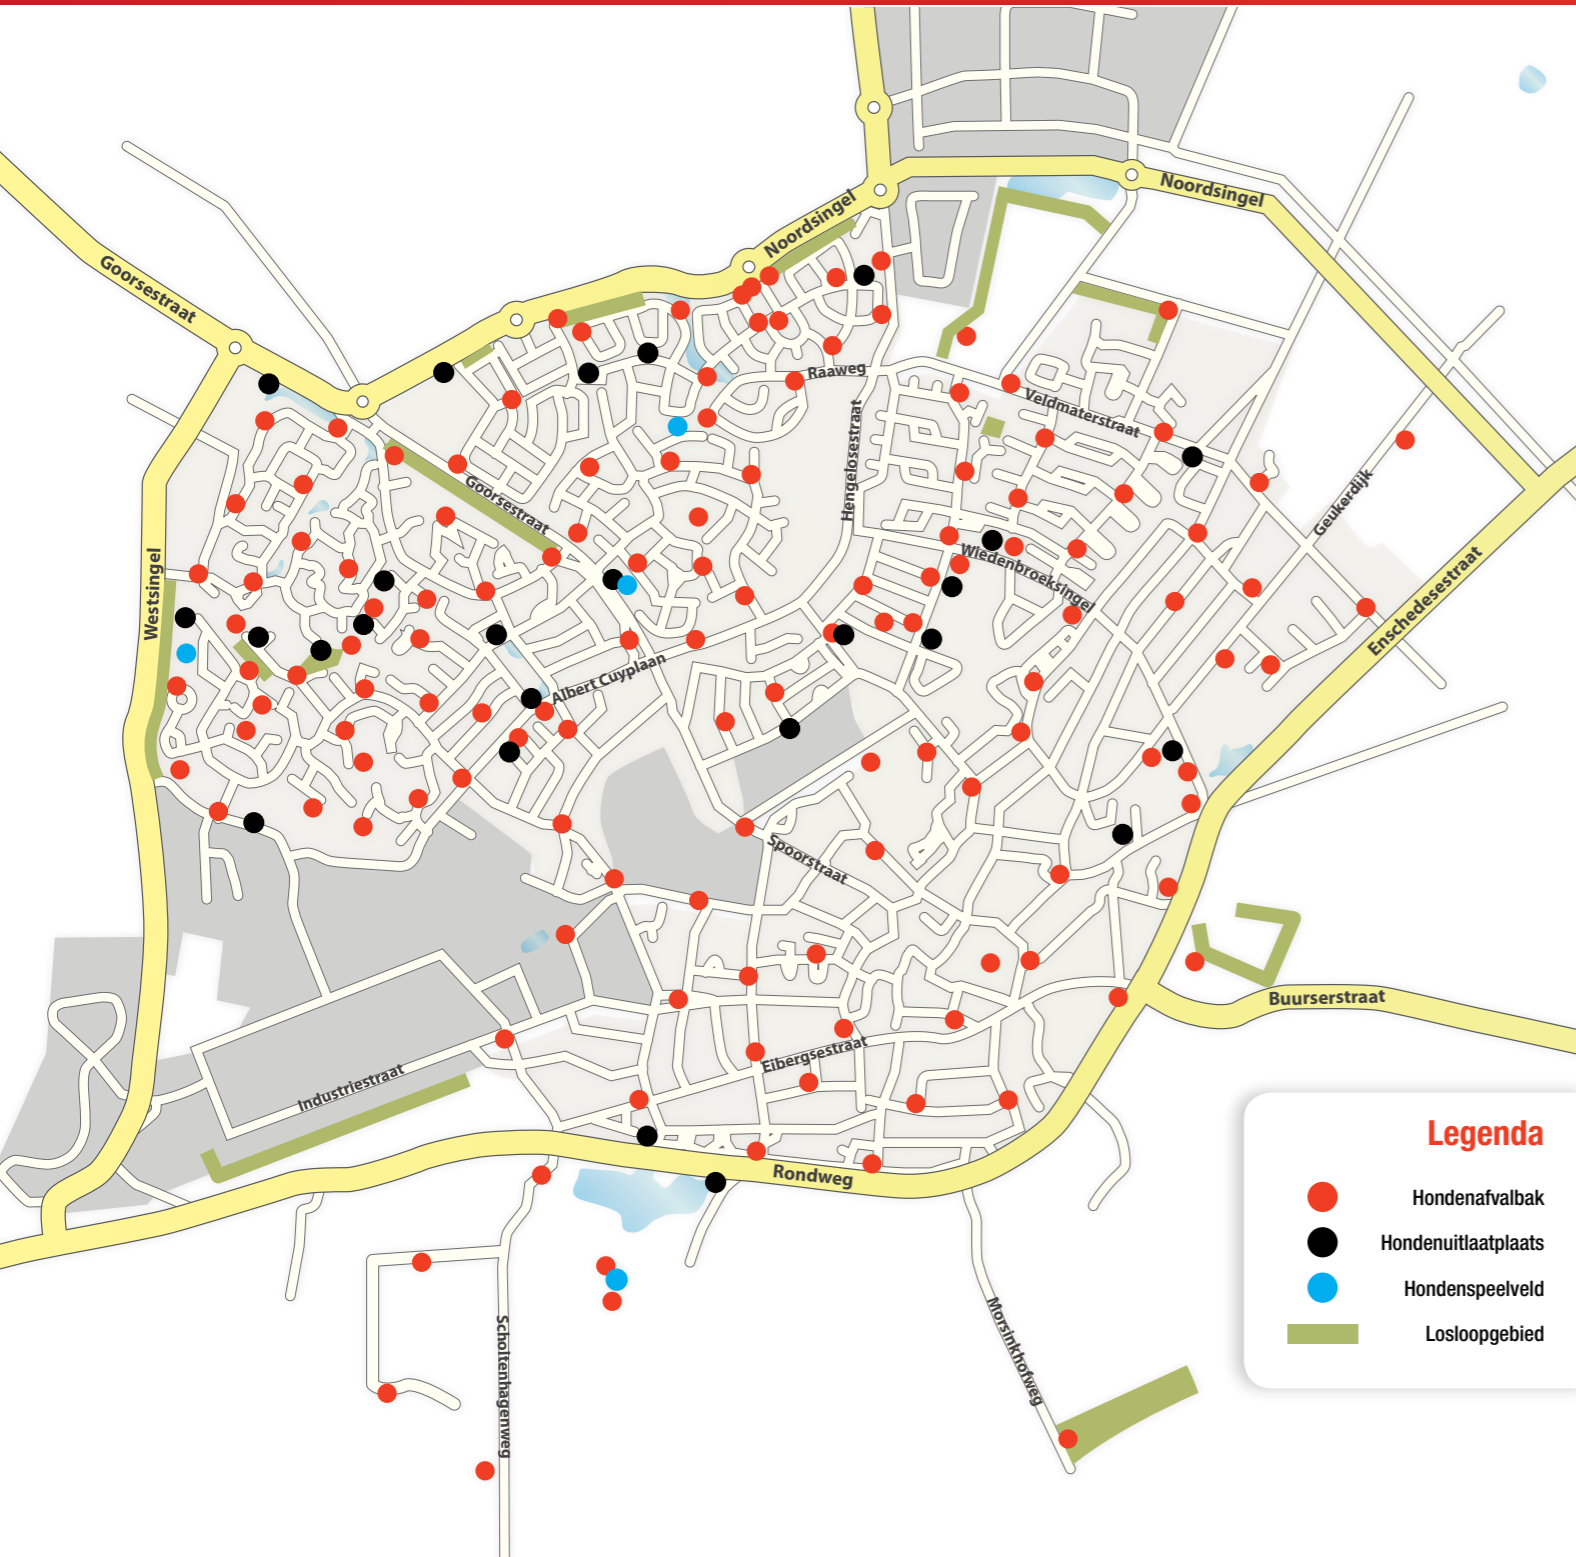 Noordsingel
Noordsingel
Goorsestraat
Raaweg
Veldmaterstraat
Hengelosestraat
Goorsestraat
Geukerdijk
Wiedenbroeksingel
Westsingel
Enschedesestraat
Albert Cuyplaan
Spoorstraat
Buurserstraat
Eibergsestraat
Industriestraat
Rondweg
Scholtenhagenweg
Morsinkhofweg
Legenda
Hondenafvalbak
Hondenuitlaatplaats
Hondenspeelveld
Losloopgebied